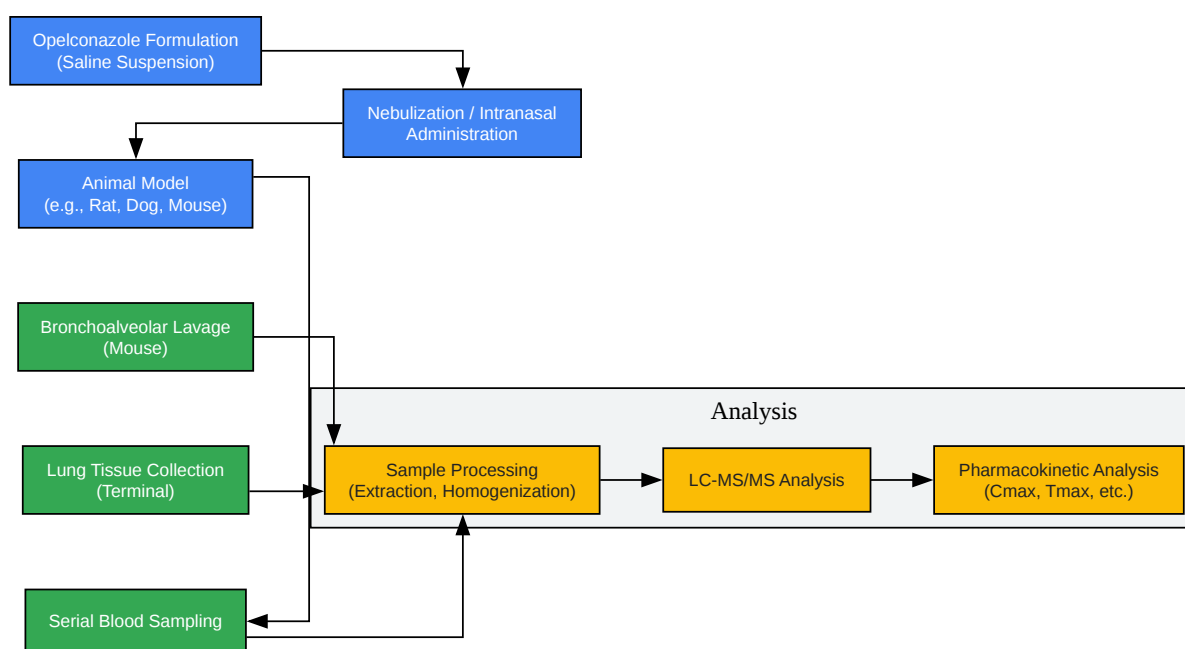 Opelconazole Formulation
(Saline Suspension)
Nebulization / Intranasal
Administration
Animal Model
(e.g., Rat, Dog, Mouse)
Bronchoalveolar Lavage
(Mouse)
Analysis
Lung Tissue Collection
(Terminal)
Sample Processing
(Extraction, Homogenization)
LC-MS/MS Analysis
Pharmacokinetic Analysis
(Cmax, Tmax, etc.)
Serial Blood Sampling